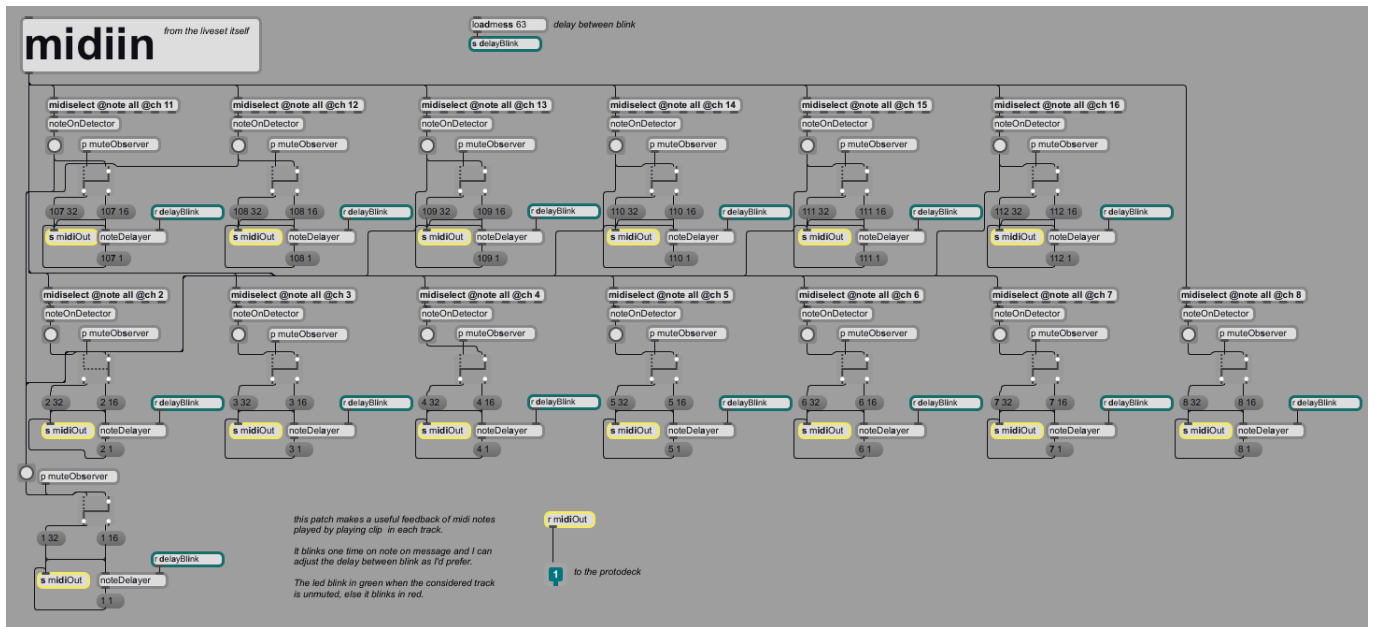 midiin
from the liveset itself
loadmess 63
delay between blink
s delayBlink
midiselect @note all @ch 11
midiselect @note all @ch 12
midiselect @note all @ch 13
midiselect @note all @ch 14
midiselect @note all @ch 15
midiselect @note all @ch 16
noteOnDetector
noteOnDetector
noteOnDetector
noteOnDetector
noteOnDetector
noteOnDetector
p muteObserver
p muteObserver
p muteObserver
p muteObserver
p muteObserver
p muteObserver
107 32
107 16
r delayBlink
108 32
108 16
r delayBlink
109 32
109 16
r delayBlink
110 32
110 16
r delayBlink
111 32
111 16
r delayBlink
112 32
112 16
r delayBlink
s midiOut
noteDelayer
s midiOut
noteDelayer
s midiOut
noteDelayer
s midiOut
noteDelayer
s midiOut
noteDelayer
s midiOut
noteDelayer
107 1
108 1
109 1
110 1
111 1
112 1
midiselect @note all @ch 2
midiselect @note all @ch 3
midiselect @note all @ch 4
midiselect @note all @ch 5
midiselect @note all @ch 6
midiselect @note all @ch 7
midiselect @note all @ch 8
noteOnDetector
noteOnDetector
noteOnDetector
noteOnDetector
noteOnDetector
noteOnDetector
noteOnDetector
p muteObserver
p muteObserver
p muteObserver
p muteObserver
p muteObserver
p muteObserver
p muteObserver
2 32
2 16
r delayBlink
3 32
3 16
r delayBlink
4 32
4 16
r delayBlink
5 32
5 16
r delayBlink
6 32
6 16
r delayBlink
7 32
7 16
r delayBlink
8 32
8 16
r delayBlink
s midiOut
noteDelayer
s midiOut
noteDelayer
s midiOut
noteDelayer
s midiOut
noteDelayer
s midiOut
noteDelayer
s midiOut
noteDelayer
s midiOut
noteDelayer
2 1
3 1
4 1
5 1
6 1
7 1
8 1
p muteObserver
1 32
1 16
r delayBlink
s midiOut
noteDelayer
1 1
this patch makes a useful feedback of midi notes
played by playing clip in each track.
It blinks one time on note on message and I can
adjust the delay between blink as I'd prefer.
The led blink in green when the considered track
is unmuted, else it blinks in red.
r midiOut
1
to the protodeck